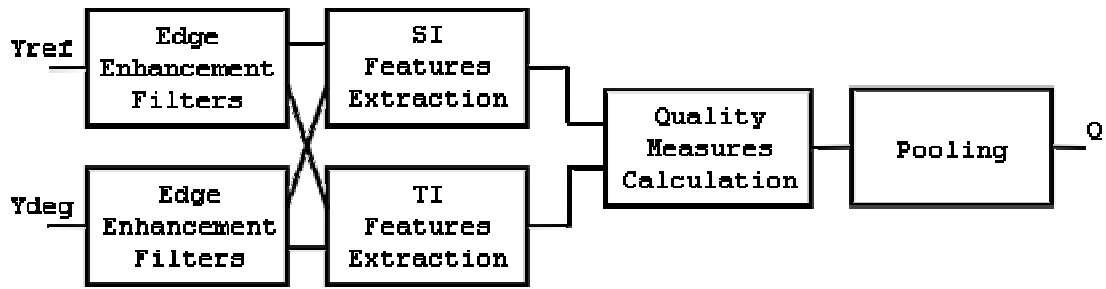 Yref
Edge
Enhancement
Filters
SI
Features
Extraction
Ydeg
Edge
Enhancement
Filters
TI
Features
Extraction
Quality
Measures
Calculation
Pooling
Q